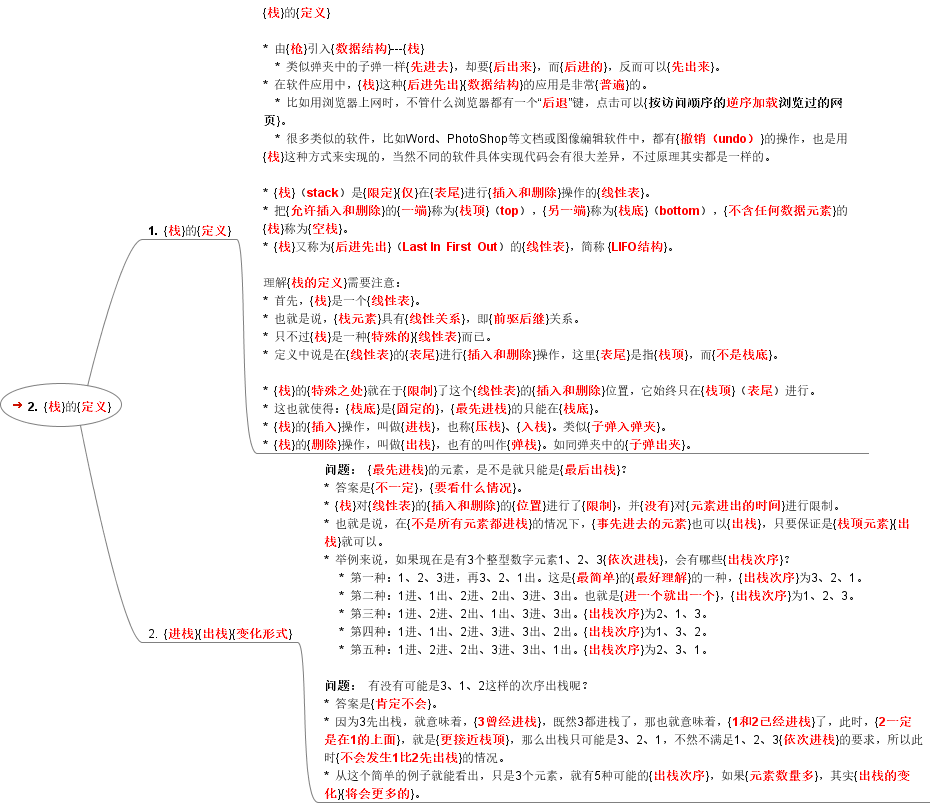 {栈}的{定义}
* 由{枪}引入{数据结构}---{栈}
* 类似弹夹中的子弹一样{先进去}，却要{后出来}，而{后进的}，反而可以{先出来}。
* 在软件应用中，{栈}这种{后进先出}{数据结构}的应用是非常{普遍}的。
* 比如用浏览器上网时，不管什么浏览器都有一个“后退”键，点击可以{按访问顺序的逆序加载浏览过的网
页}。
* 很多类似的软件，比如Word、PhotoShop等文档或图像编辑软件中，都有{撤销（undo）}的操作，也是用
{栈}这种方式来实现的，当然不同的软件具体实现代码会有很大差异，不过原理其实都是一样的。
* {栈}（stack）是{限定}{仅}在{表尾}进行{插入和删除}操作的{线性表}。
* 把{允许插入和删除}的{一端}称为{栈顶}（top），{另一端}称为{栈底}（bottom），{不含任何数据元素}的
{栈}称为{空栈}。
* {栈}又称为{后进先出}（Last In First Out）的{线性表}，简称 {LIFO结构}。
理解{栈的定义}需要注意：
* 首先，{栈}是一个{线性表}。
* 也就是说，{栈元素}具有{线性关系}，即{前驱后继}关系。
* 只不过{栈}是一种{特殊的}{线性表}而已。
* 定义中说是在{线性表}的{表尾}进行{插入和删除}操作，这里{表尾}是指{栈顶}，而{不是栈底}。
* {栈}的{特殊之处}就在于{限制}了这个{线性表}的{插入和删除}位置，它始终只在{栈顶}（表尾）进行。
* 这也就使得：{栈底}是{固定的}，{最先进栈}的只能在{栈底}。
* {栈}的{插入}操作，叫做{进栈}，也称{压栈}、{入栈}。类似{子弹入弹夹}。
* {栈}的{删除}操作，叫做{出栈}，也有的叫作{弹栈}。如同弹夹中的{子弹出夹}。
1. {栈}的{定义}
➜ 2. {栈}的{定义}
2. {进栈}{出栈}{变化形式}
问题： {最先进栈}的元素，是不是就只能是{最后出栈}？
* 答案是{不一定}，{要看什么情况}。
* {栈}对{线性表}的{插入和删除}的{位置}进行了{限制}，并{没有}对{元素进出的时间}进行限制。
* 也就是说，在{不是所有元素都进栈}的情况下，{事先进去的元素}也可以{出栈}，只要保证是{栈顶元素}{出
栈}就可以。
* 举例来说，如果现在是有3个整型数字元素1、2、3{依次进栈}，会有哪些{出栈次序}？
* 第一种：1、2、3进，再3、2、1出。这是{最简单}的{最好理解}的一种，{出栈次序}为3、2、1。
* 第二种：1进、1出、2进、2出、3进、3出。也就是{进一个就出一个}，{出栈次序}为1、2、3。
* 第三种：1进、2进、2出、1出、3进、3出。{出栈次序}为2、1、3。
* 第四种：1进、1出、2进、3进、3出、2出。{出栈次序}为1、3、2。
* 第五种：1进、2进、2出、3进、3出、1出。{出栈次序}为2、3、1。
问题： 有没有可能是3、1、2这样的次序出栈呢？
* 答案是{肯定不会}。
* 因为3先出栈，就意味着，{3曾经进栈}，既然3都进栈了，那也就意味着，{1和2已经进栈}了，此时，{2一定
是在1的上面}，就是{更接近栈顶}，那么出栈只可能是3、2、1，不然不满足1、2、3{依次进栈}的要求，所以此
时{不会发生1比2先出栈}的情况。
* 从这个简单的例子就能看出，只是3个元素，就有5种可能的{出栈次序}，如果{元素数量多}，其实{出栈的变
化}{将会更多的}。